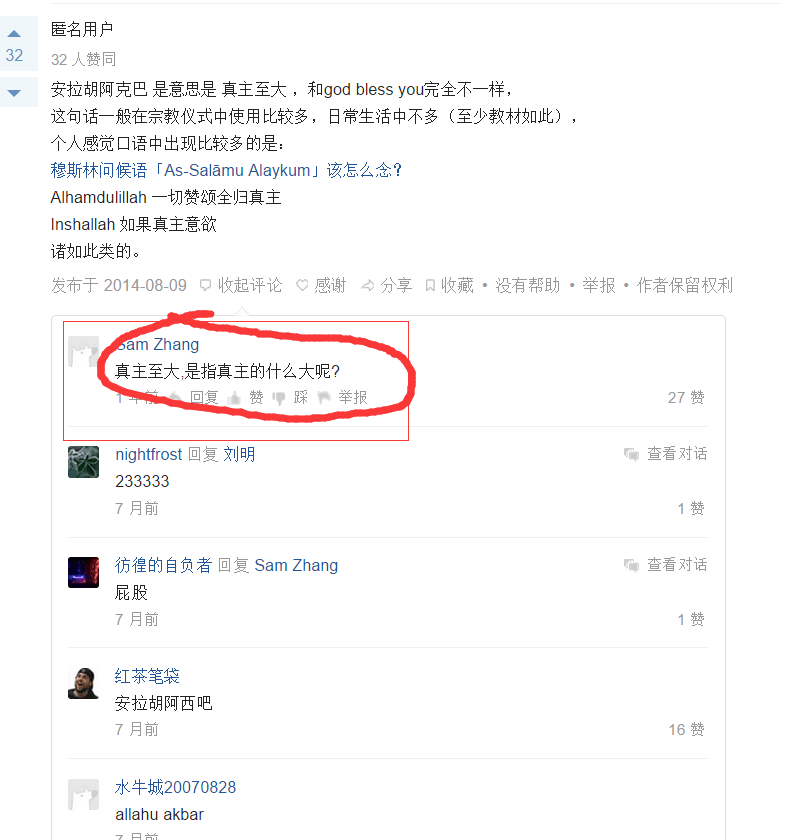 匿名用户
32
32 人赞同
安拉胡阿克巴 是意思是 真主至大 ，和god bless you完全不一样，
这句话一般在宗教仪式中使用比较多，日常生活中不多（至少教材如此），
个人感觉口语中出现比较多的是：
穆斯林问候语「As-Salāmu Alaykum」该怎么念？
Alhamdulillah 一切赞颂全归真主
Inshallah 如果真主意欲
诸如此类的。
发布于 2014-08-09 收起评论 感谢 分享 收藏 • 没有帮助 • 举报 • 作者保留权利
Sam Zhang
真主至大,是指真主的什么大呢?
1 年前 回复 赞 踩 举报 27 赞
nightfrost 回复 刘明 查看对话
233333
7 月前 1 赞
彷徨的自负者 回复 Sam Zhang 查看对话
屁股
7 月前 1 赞
红茶笔袋
安拉胡阿西吧
7 月前 16 赞
水牛城20070828
allahu akbar
7 月前